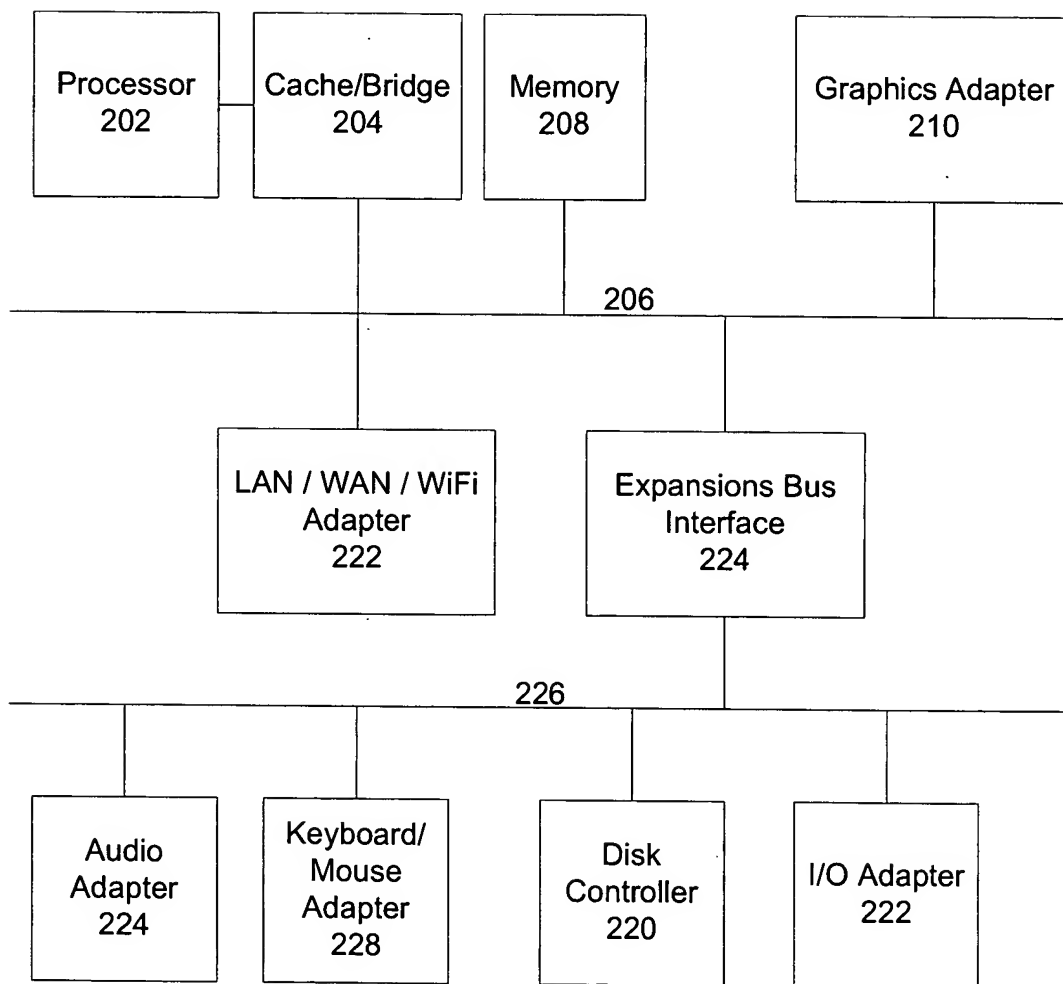 Processor
202
Cache/Bridge
204
Memory
208
Graphics Adapter
210
206
LAN / WAN / WiFi
Adapter
222
Expansions Bus
Interface
224
226
Audio
Adapter
224
Keyboard/
Mouse
Adapter
228
Disk
Controller
220
I/O Adapter
222